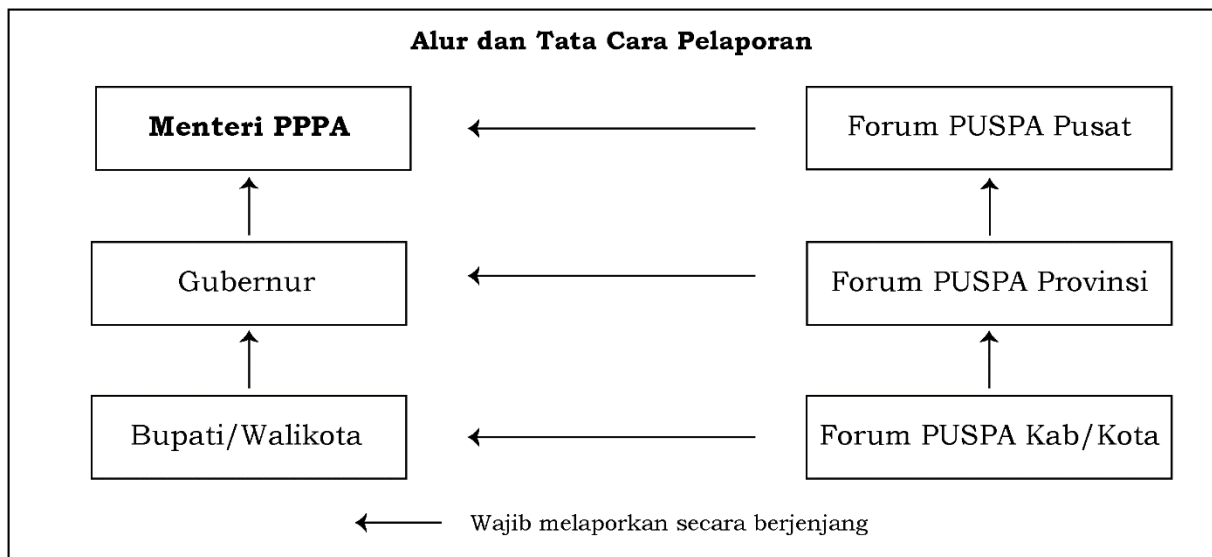 Alur dan Tata Cara Pelaporan
Menteri PPPA
Forum PUSPA Pusat
Gubernur
Forum PUSPA Provinsi
Bupati/Walikota
Forum PUSPA Kab/Kota
Wajib melaporkan secara berjenjang